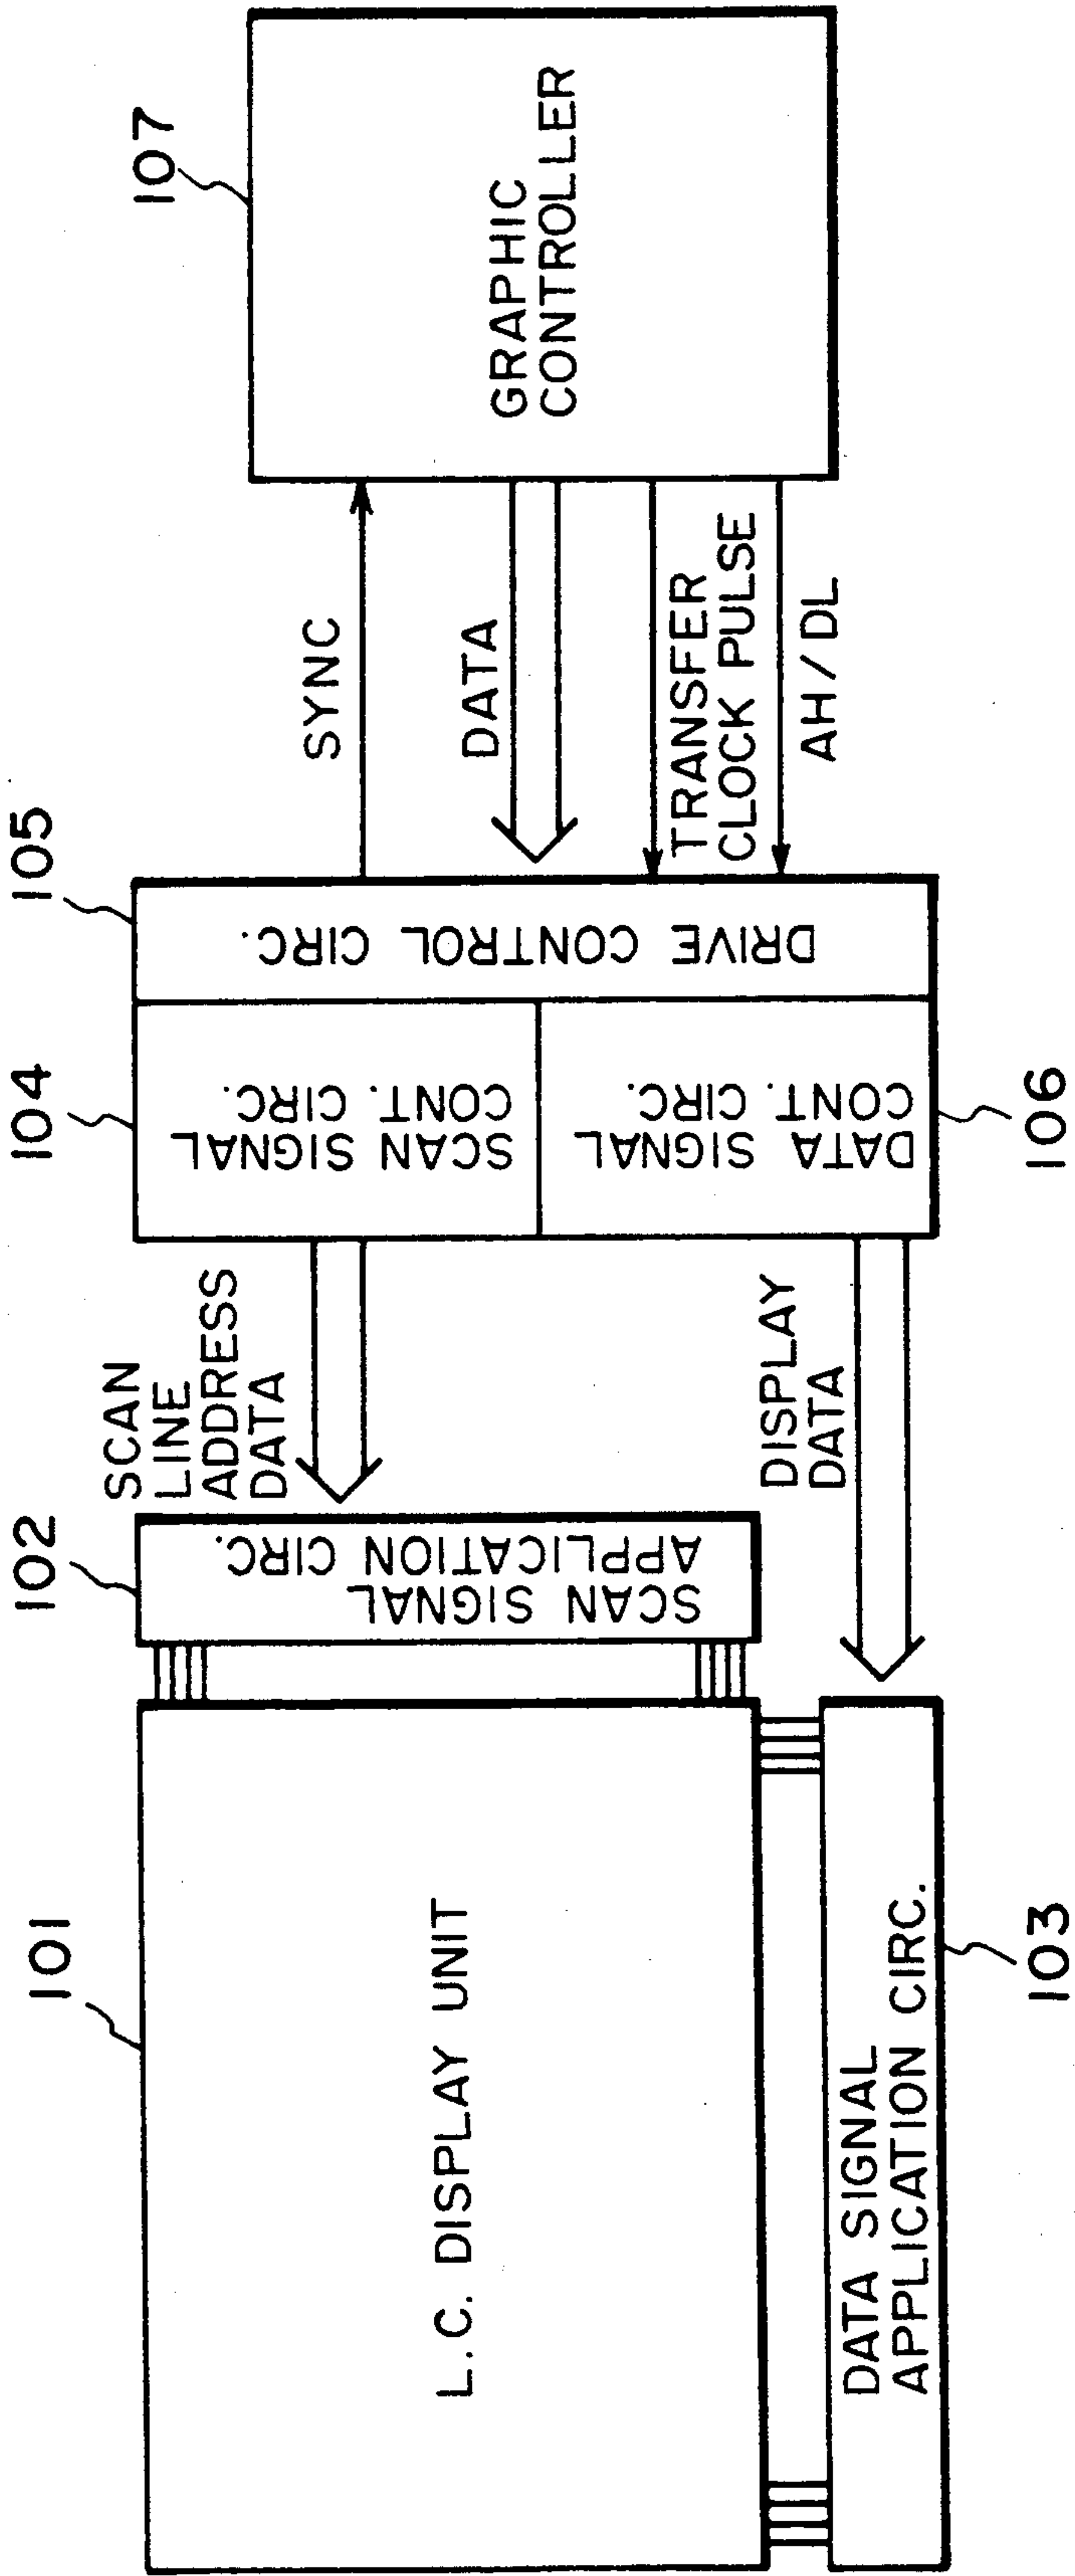 101
L.C. DISPLAY UNIT
102
SCAN SIGNAL
APPLICATION CIRC.
DATA SIGNAL
APPLICATION CIRC.
103
SCAN
LINE
ADDRESS
DATA
DISPLAY
DATA
104
SCAN SIGNAL
CONT. CIRC.
DATA SIGNAL
CONT. CIRC.
106
105
DRIVE CONTROL CIRC.
SYNC
DATA
TRANSFER
CLOCK PULSE
AH/DL
107
GRAPHIC
CONTROLLER